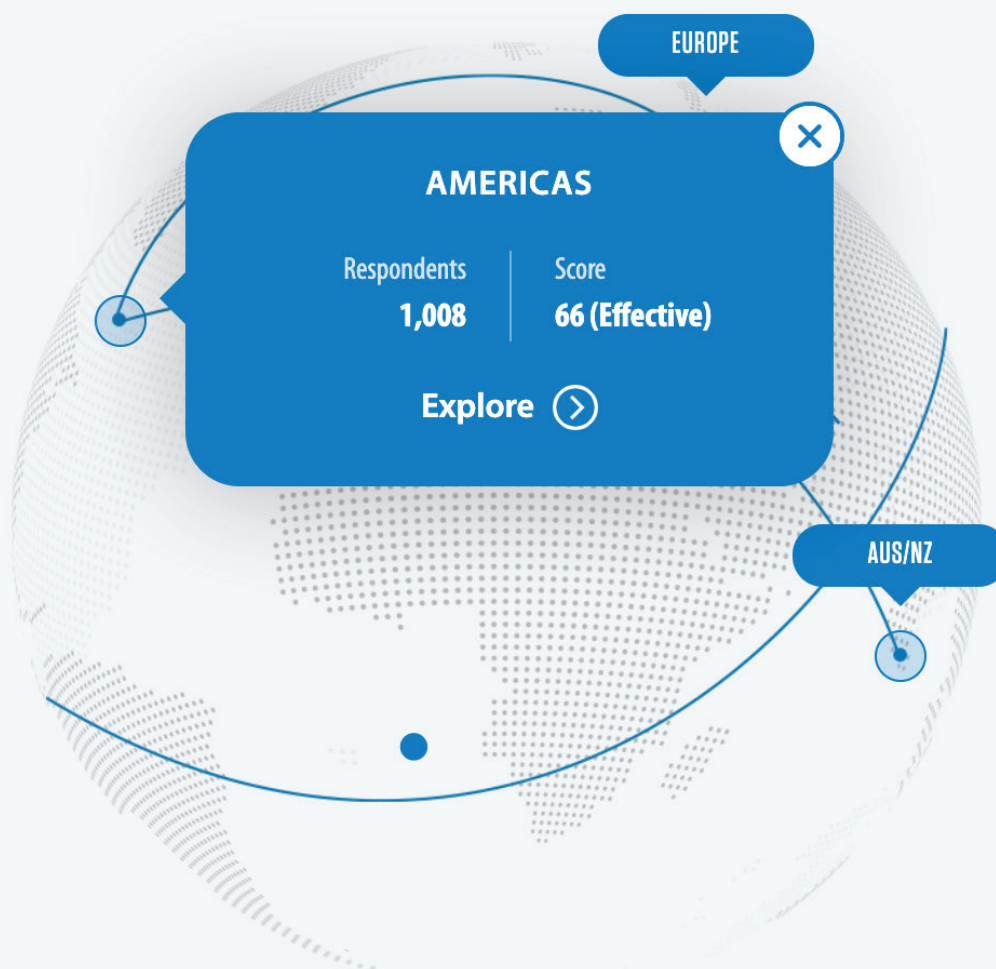 EUROPE
AMERICAS
Respondents
1,008
Score
66 (Effective)
Explore
AUS/NZ